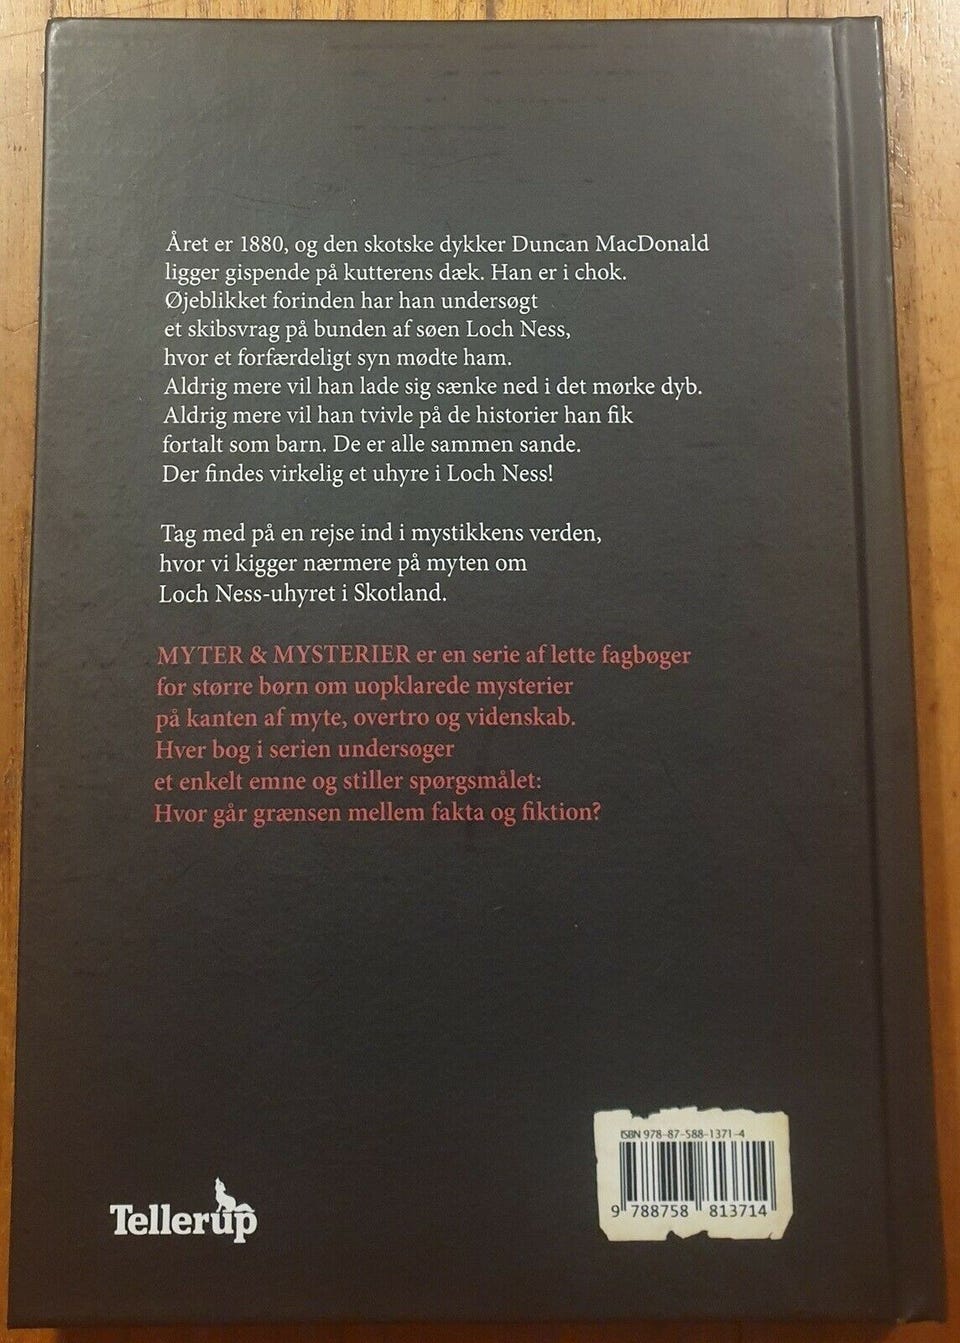 Året er 1880, og den skotske dykker Duncan MacDonald
ligger gispende på kutterens dæk. Han er i chok.
Øjeblikket forinden har han undersøgt
et skibsvrag på bunden af søen Loch Ness,
hvor et forfærdeligt syn mødte ham.
Aldrig mere vil han lade sig sænke ned i det mørke dyb.
Aldrig mere vil han tvivle på de historier han fik
fortalt som barn. De er alle sammen sande.
Der findes virkelig et uhyre i Loch Ness!
Tag med på en rejse ind i mystikkens verden,
hvor vi kigger nærmere på myten om
Loch Ness-uhyret i Skotland.
MYTER & MYSTERIER er en serie af lette fagbøger
for større børn om uopklarede mysterier
på kanten af myte, overtro og videnskab.
Hver bog i serien undersøger
et enkelt emne og stiller spørgsmålet:
Hvor går grænsen mellem fakta og fiktion?
ISBN 978-87-588-1371-4
9 788758 813714
Tellerup